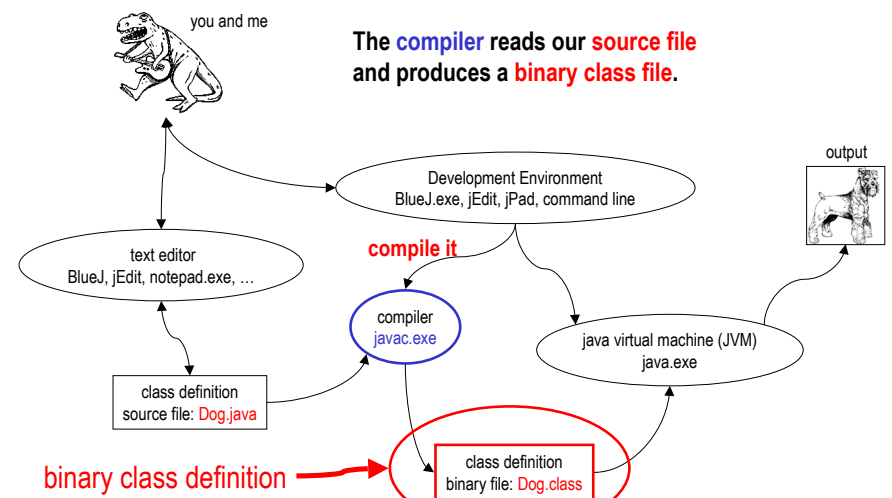 you and me
The compiler reads our source file
and produces a binary class file.
output
Development Environment
BlueJ.exe, jEdit, jPad, command line
text editor
BlueJ, jEdit, notepad.exe, …
compile it
compiler
javac.exe
java virtual machine (JVM)
java.exe
class definition
source file: Dog.java
binary class definition
class definition
binary file: Dog.class